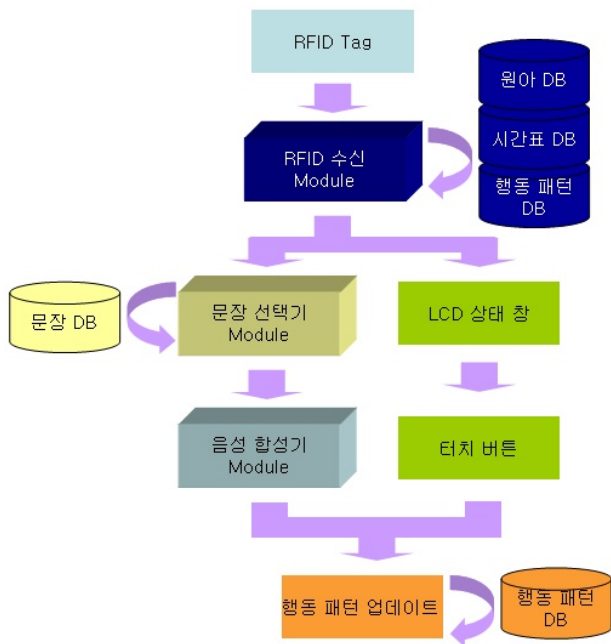 RFID Tag
원아 DB
시간표 DB
행동 패턴
DB
RFID 수신
Module
문장 DB
문장 선택기
Module
LCD 상태 창
음성 합성기
Module
터치 버튼
행동 패턴 업데이트
행동 패턴
DB